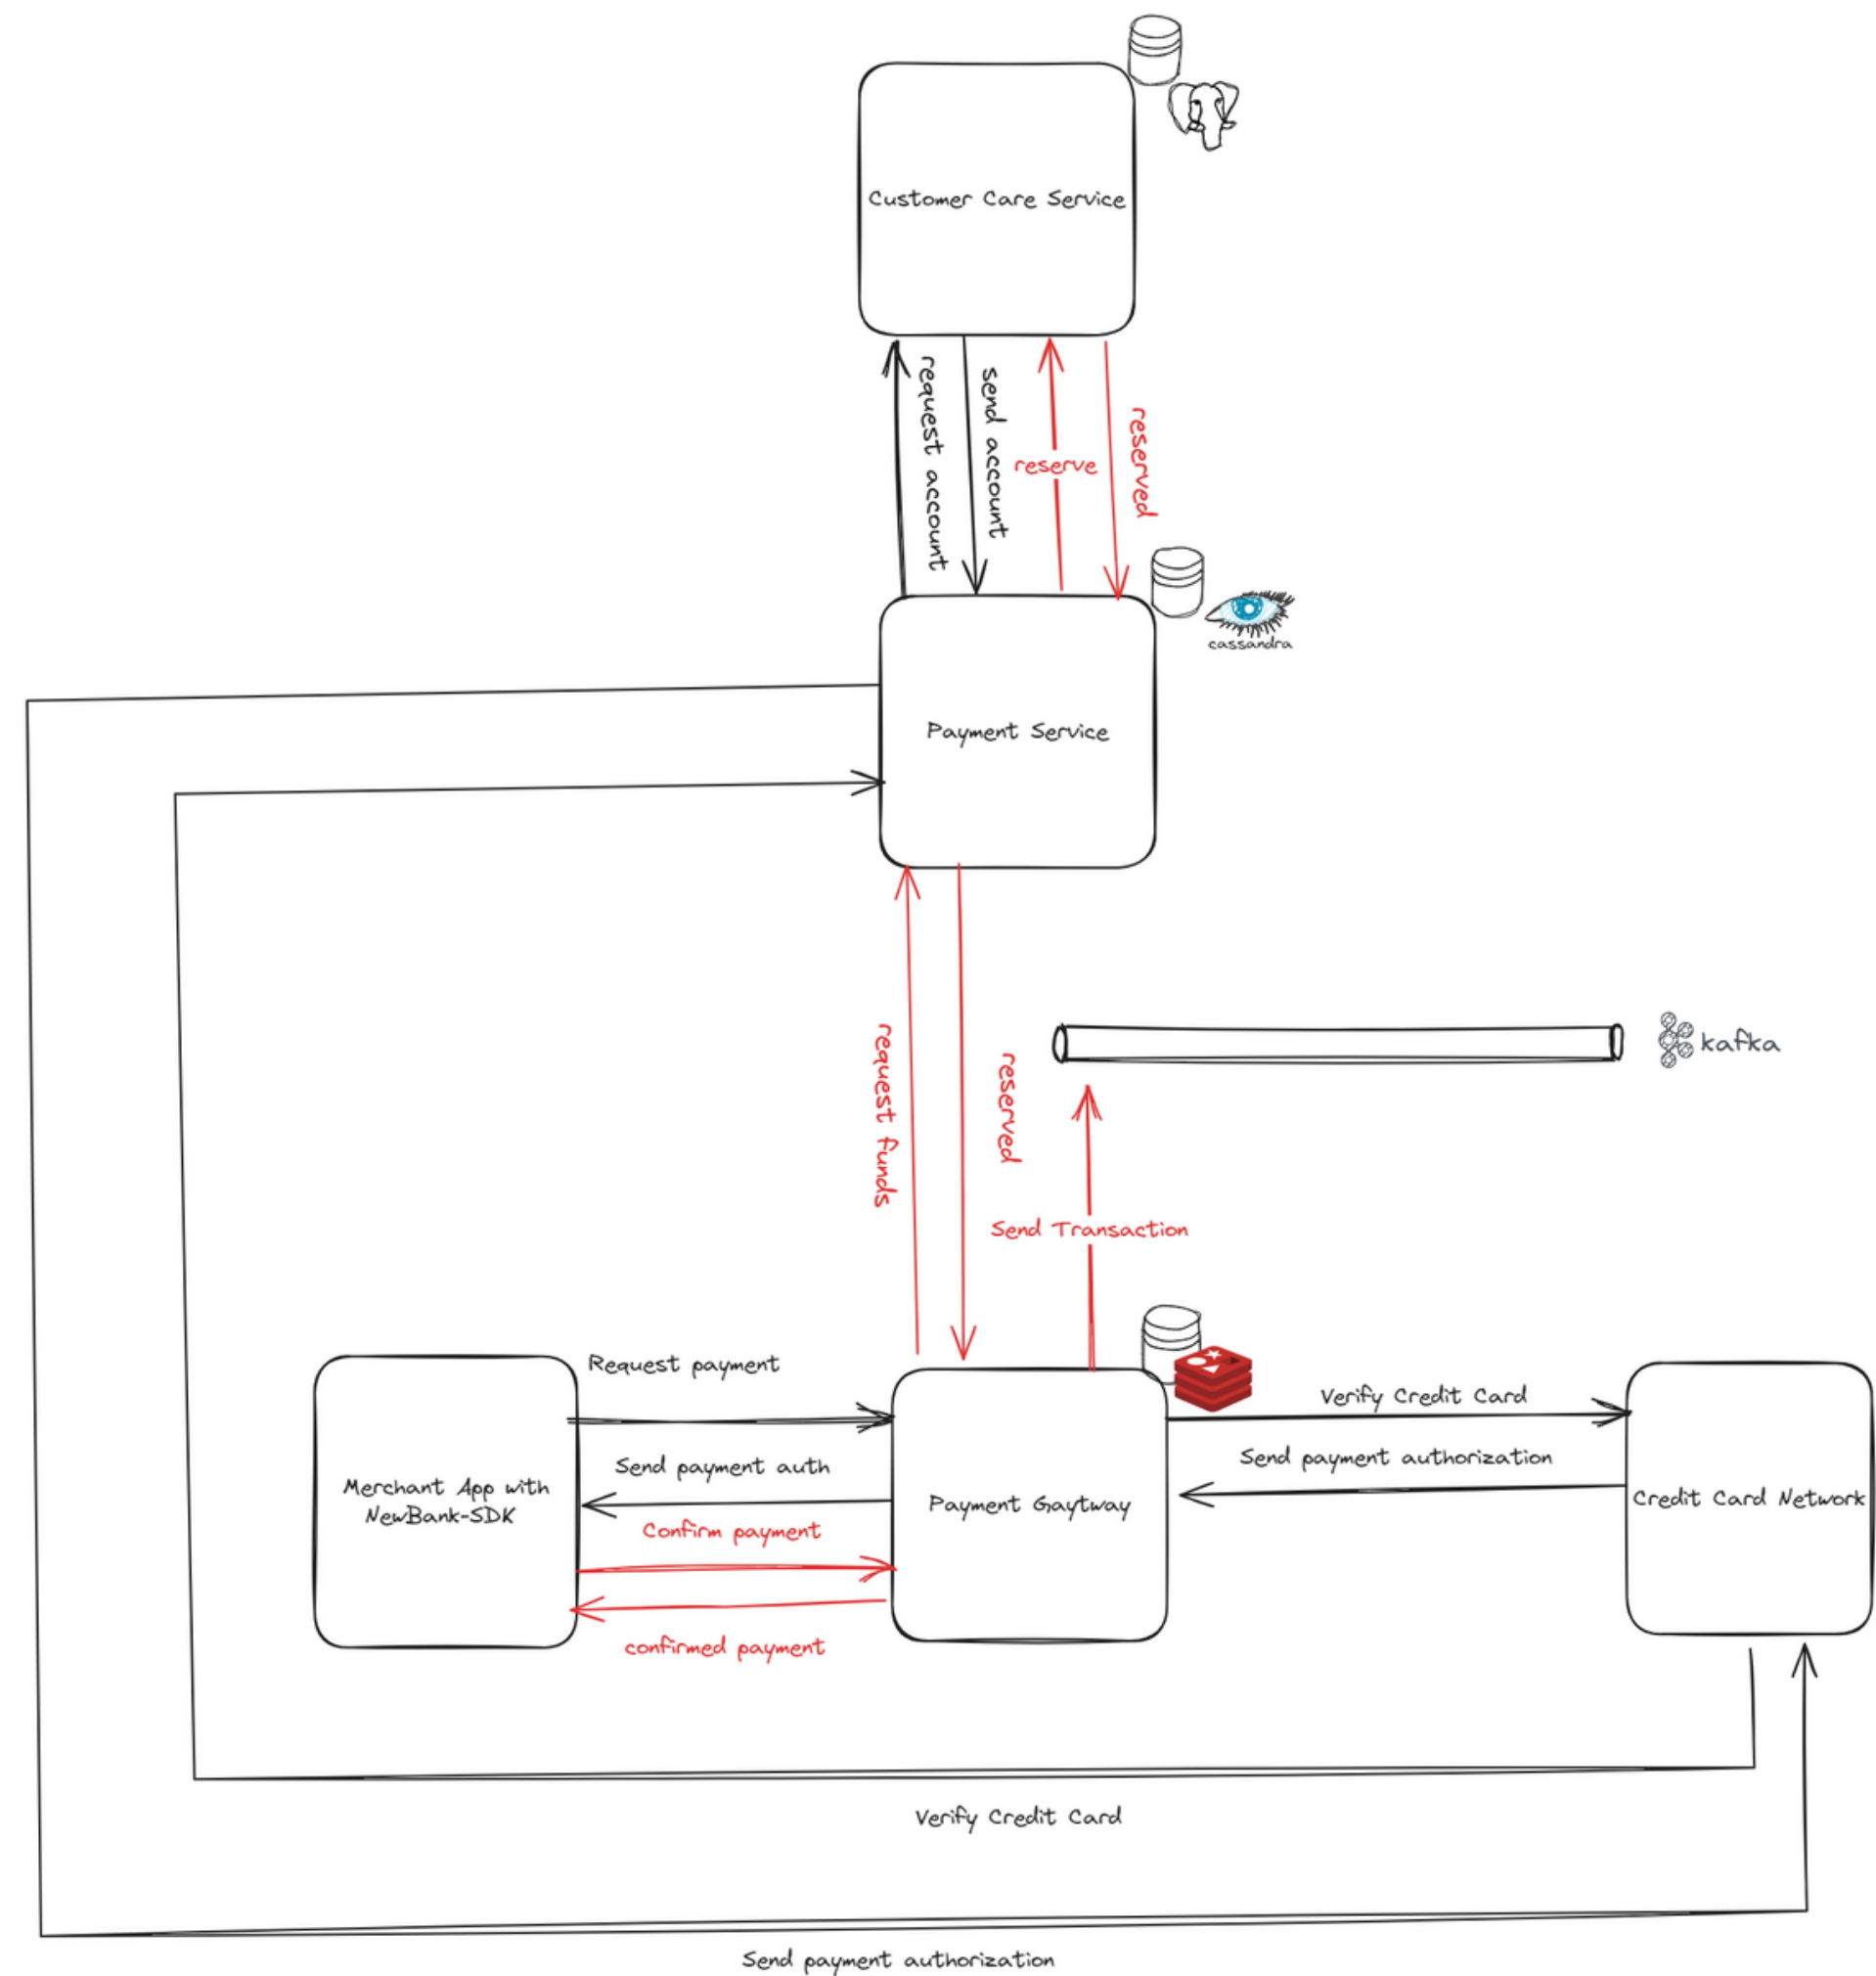 Customer Care Service
request account
send account
reserve
reserved
cassandra
Payment Service
request funds
reserved
kafka
Send Transaction
Request payment
Verify Credit Card
Send payment auth
Send payment authorization
Merchant App with
NewBank-SDK
Payment Gaytway
Credit Card Network
Confirm payment
confirmed payment
Verify Credit Card
Send payment authorization